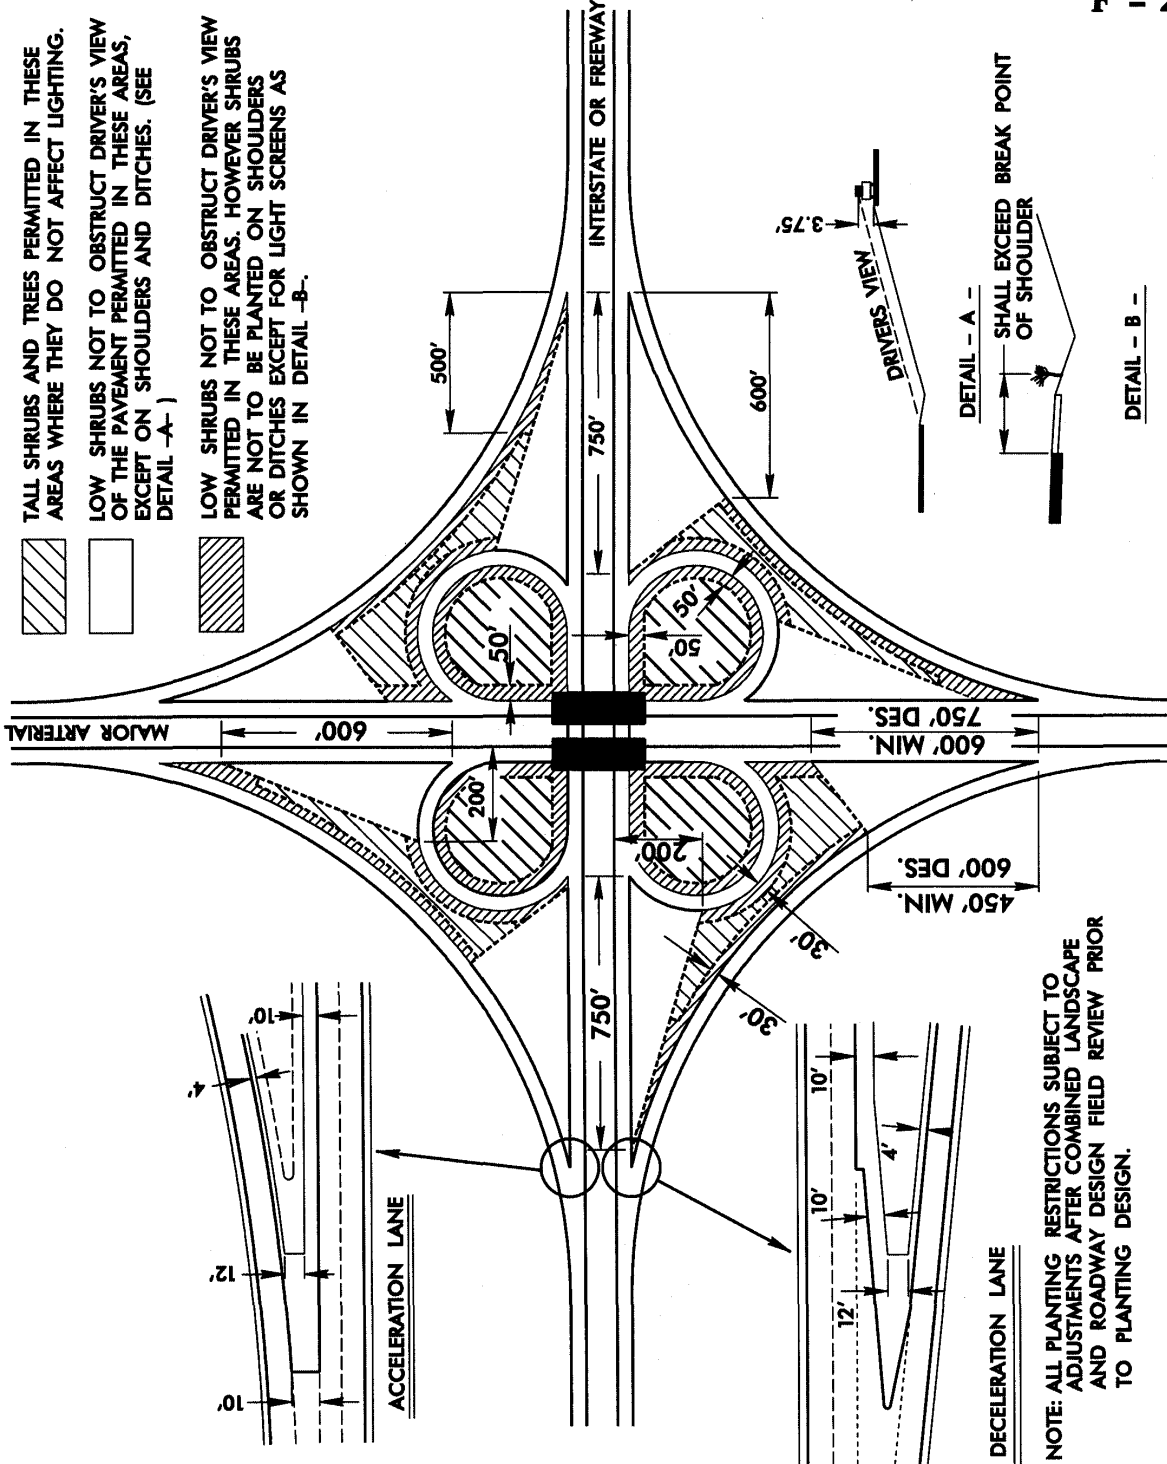 F - 2
TALL SHRUBS AND TREES PERMITTED IN THESE
AREAS WHERE THEY DO NOT AFFECT LIGHTING.
LOW SHRUBS NOT TO OBSTRUCT DRIVER'S VIEW
OF THE PAVEMENT PERMITTED IN THESE AREAS,
EXCEPT ON SHOULDERS AND DITCHES. (SEE
DETAIL -A- )
LOW SHRUBS NOT TO OBSTRUCT DRIVER'S VIEW
PERMITTED IN THESE AREAS. HOWEVER SHRUBS
ARE NOT TO BE PLANTED ON SHOULDERS
OR DITCHES EXCEPT FOR LIGHT SCREENS AS
SHOWN IN DETAIL -B-.
INTERSTATE OR FREEWAY
MAJOR ARTERIAL
500'
750'
600'
50'
50'
50'
600'
200'
200'
600' MIN.
750' DES.
450' MIN.
600' DES.
750'
30'
30'
3.75'
DRIVERS VIEW
DETAIL - A -
SHALL EXCEED BREAK POINT
OF SHOULDER
DETAIL - B -
10'
4'
12'
10'
ACCELERATION LANE
10'
10'
4'
12'
DECELERATION LANE
NOTE: ALL PLANTING RESTRICTIONS SUBJECT TO
ADJUSTMENTS AFTER COMBINED LANDSCAPE
AND ROADWAY DESIGN FIELD REVIEW PRIOR
TO PLANTING DESIGN.